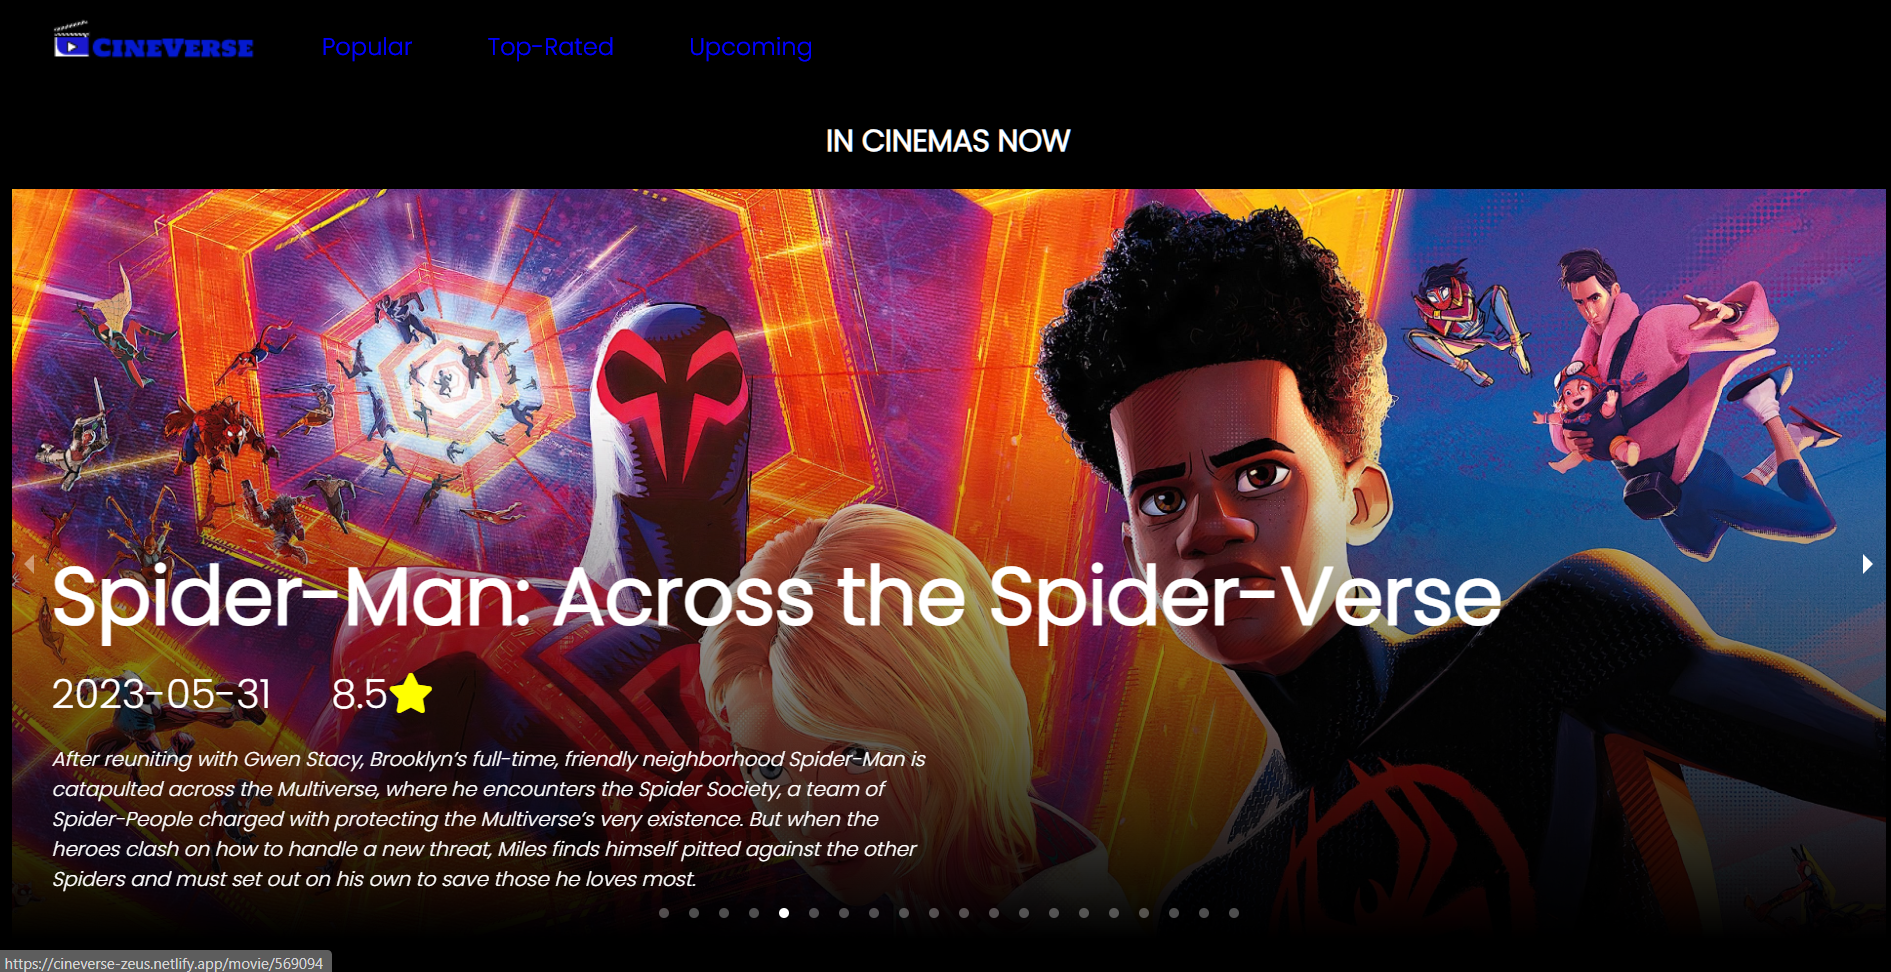 CINEVERSE Popular Top-Rated Upcoming
IN CINEMAS NOW
Spider-Man: Across the Spider-Verse
2023-05-31 8.5
After reuniting with Gwen Stacy, Brooklyn’s full-time, friendly neighborhood Spider-Man is
catapulted across the Multiverse, where he encounters the Spider Society, a team of
Spider-People charged with protecting the Multiverse’s very existence. But when the
heroes clash on how to handle a new threat, Miles finds himself pitted against the other
Spiders and must set out on his own to save those he loves most.
https://cineverse-zeus.netlify.app/movie/569094